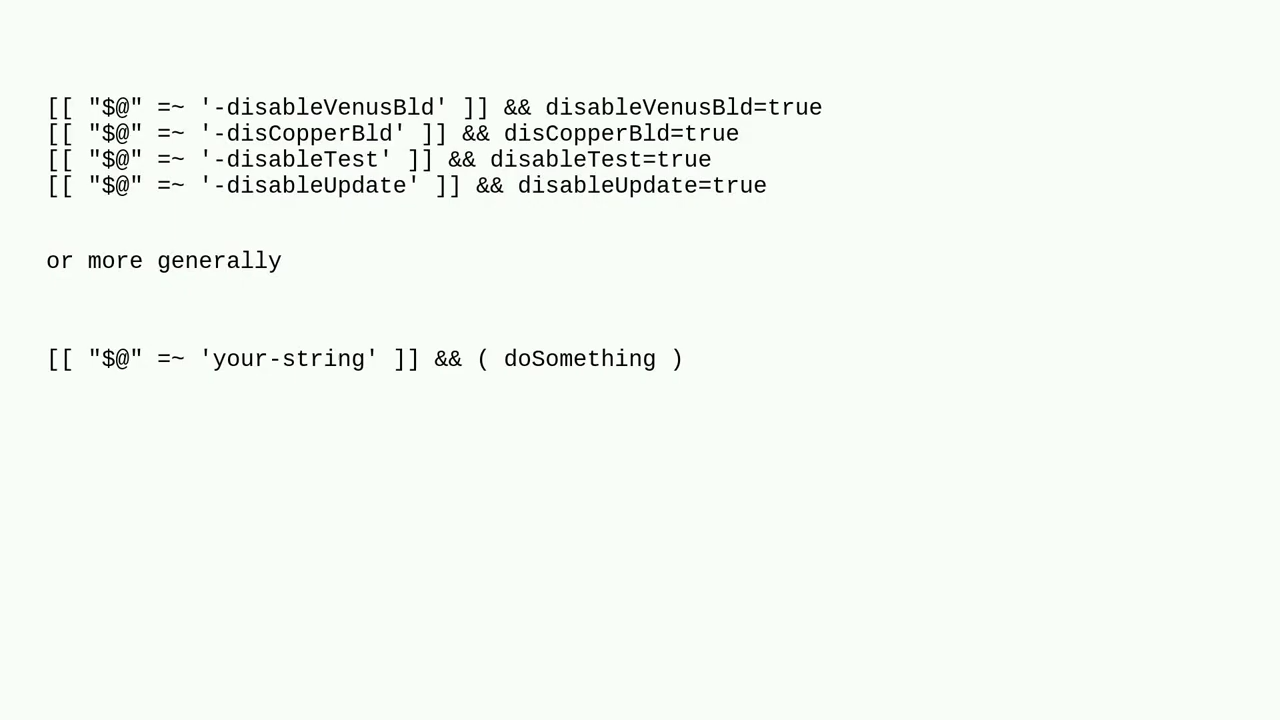 [[ "$@" =~ '-disableVenusBld' ]] && disableVenusBld=true
[[ "$@" =~ '-disCopperBld' ]] && disCopperBld=true
[[ "$@" =~ '-disableTest' ]] && disableTest=true
[[ "$@" =~ '-disableUpdate' ]] && disableUpdate=true
or more generally
[[ "$@" =~ 'your-string' ]] && ( doSomething )